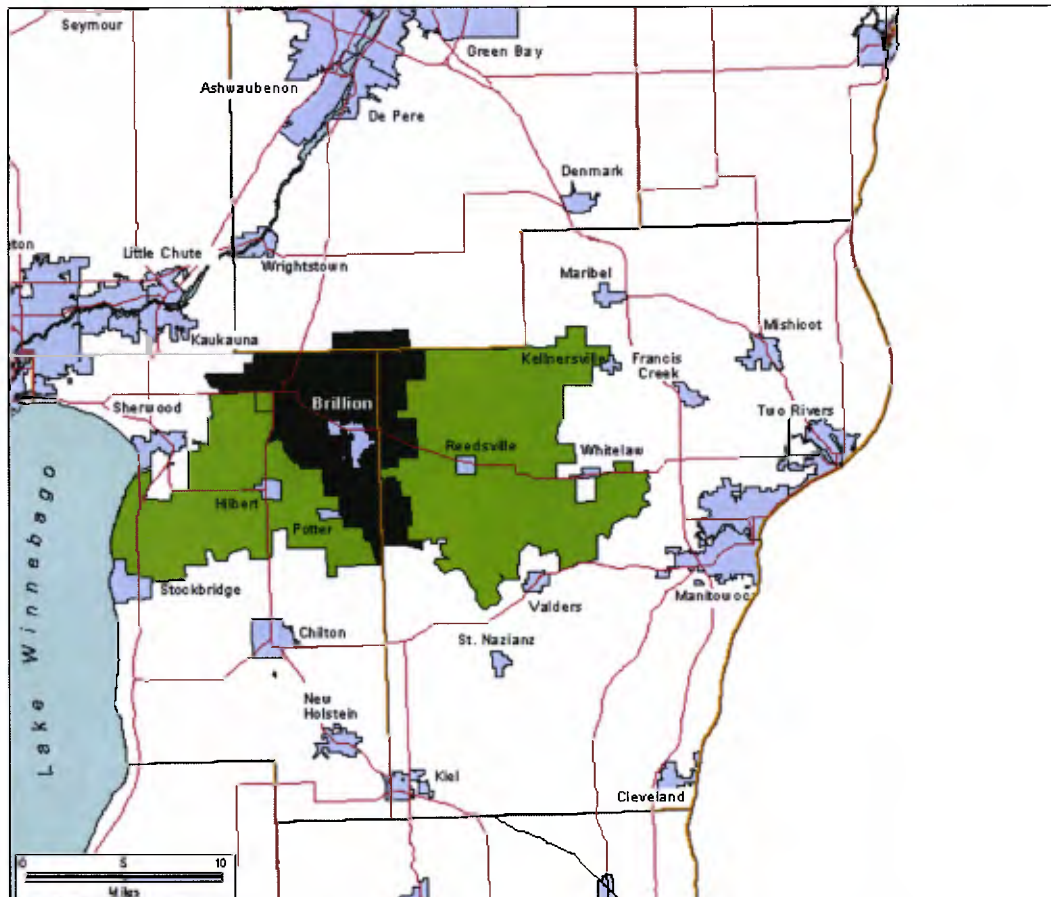 Seymour
Green Bay
Ashwaubenon
De Pere
Denmark
ton
Little Chute
Wrightstown
Maribel
Kaukauna
Mishicot
Kellnersville
Francis
Creek
Sherwood
Brillion
Two Rivers
Reedsville
Whitelaw
Hilbert
Potter
Lake Winnebago
Stockbridge
Manitowoc
Valders
Chilton
St. Nazianz
New
Holstein
Kiel
Cleveland
0 5 10
Miles